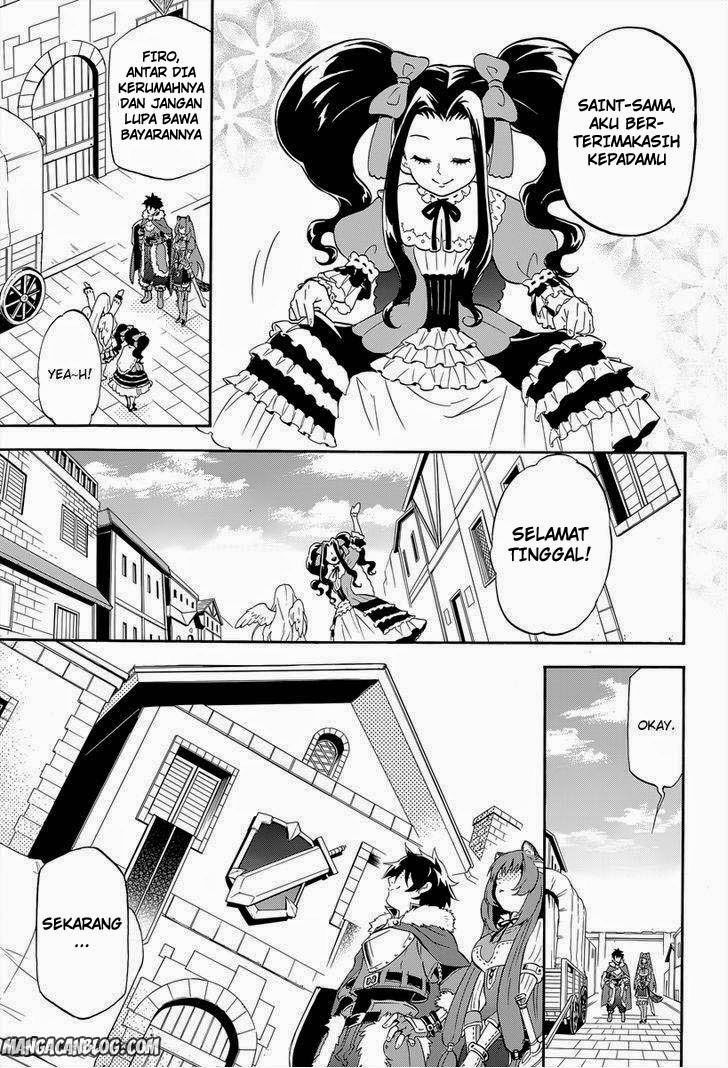 SAINT-SAMA,
AKU BER-
TERIMAKASIH
KEPADAMU
FIRO,
ANTAR DIA
KERUMAHNYA
DAN JANGAN
LUPA BAWA
BAYARANNYA
YEA~H!
SELAMAT
TINGGAL!
OKAY.
SEKARANG
...
MANGACANBLOG.COM